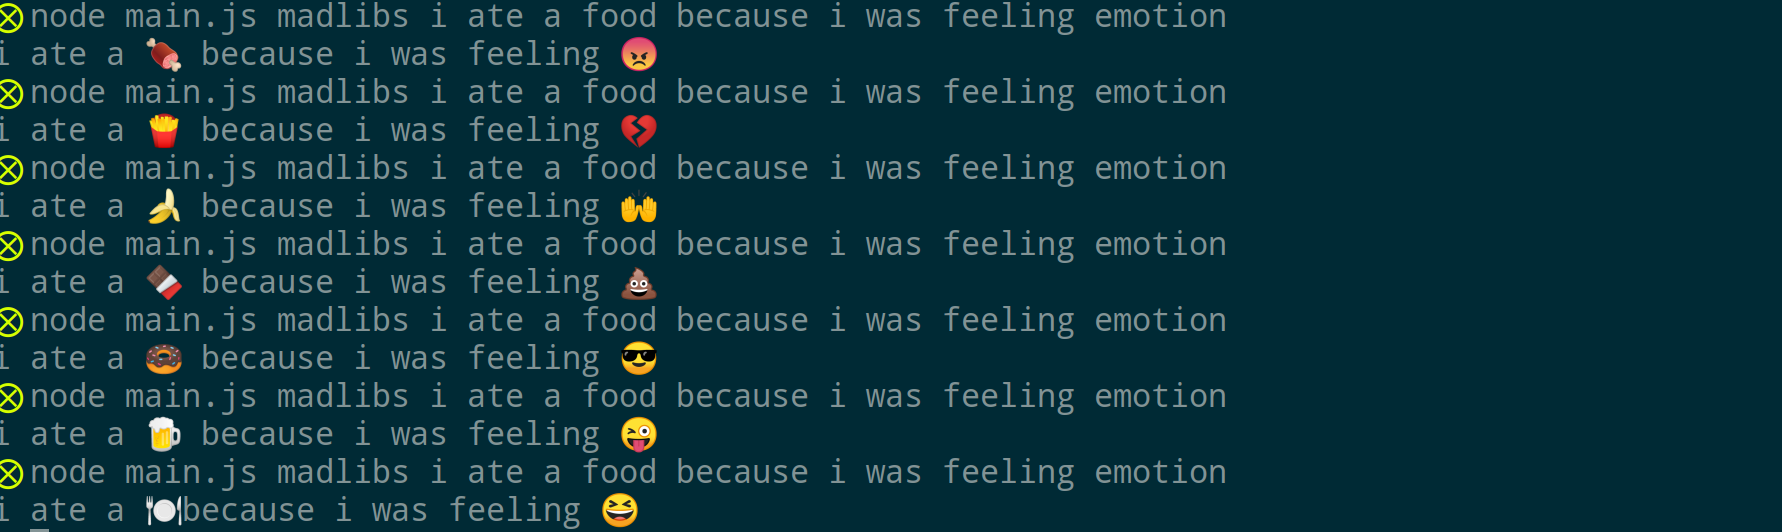 ⊗node main.js madlibs i ate a food because i was feeling emotion
i ate a 🍖 because i was feeling 😡
⊗node main.js madlibs i ate a food because i was feeling emotion
i ate a 🍟 because i was feeling 💔
⊗node main.js madlibs i ate a food because i was feeling emotion
i ate a 🍌 because i was feeling 🙌
⊗node main.js madlibs i ate a food because i was feeling emotion
i ate a 🍫 because i was feeling 💩
⊗node main.js madlibs i ate a food because i was feeling emotion
i ate a 🍩 because i was feeling 😎
⊗node main.js madlibs i ate a food because i was feeling emotion
i ate a 🍺 because i was feeling 😜
⊗node main.js madlibs i ate a food because i was feeling emotion
i ate a 🍽because i was feeling 😆